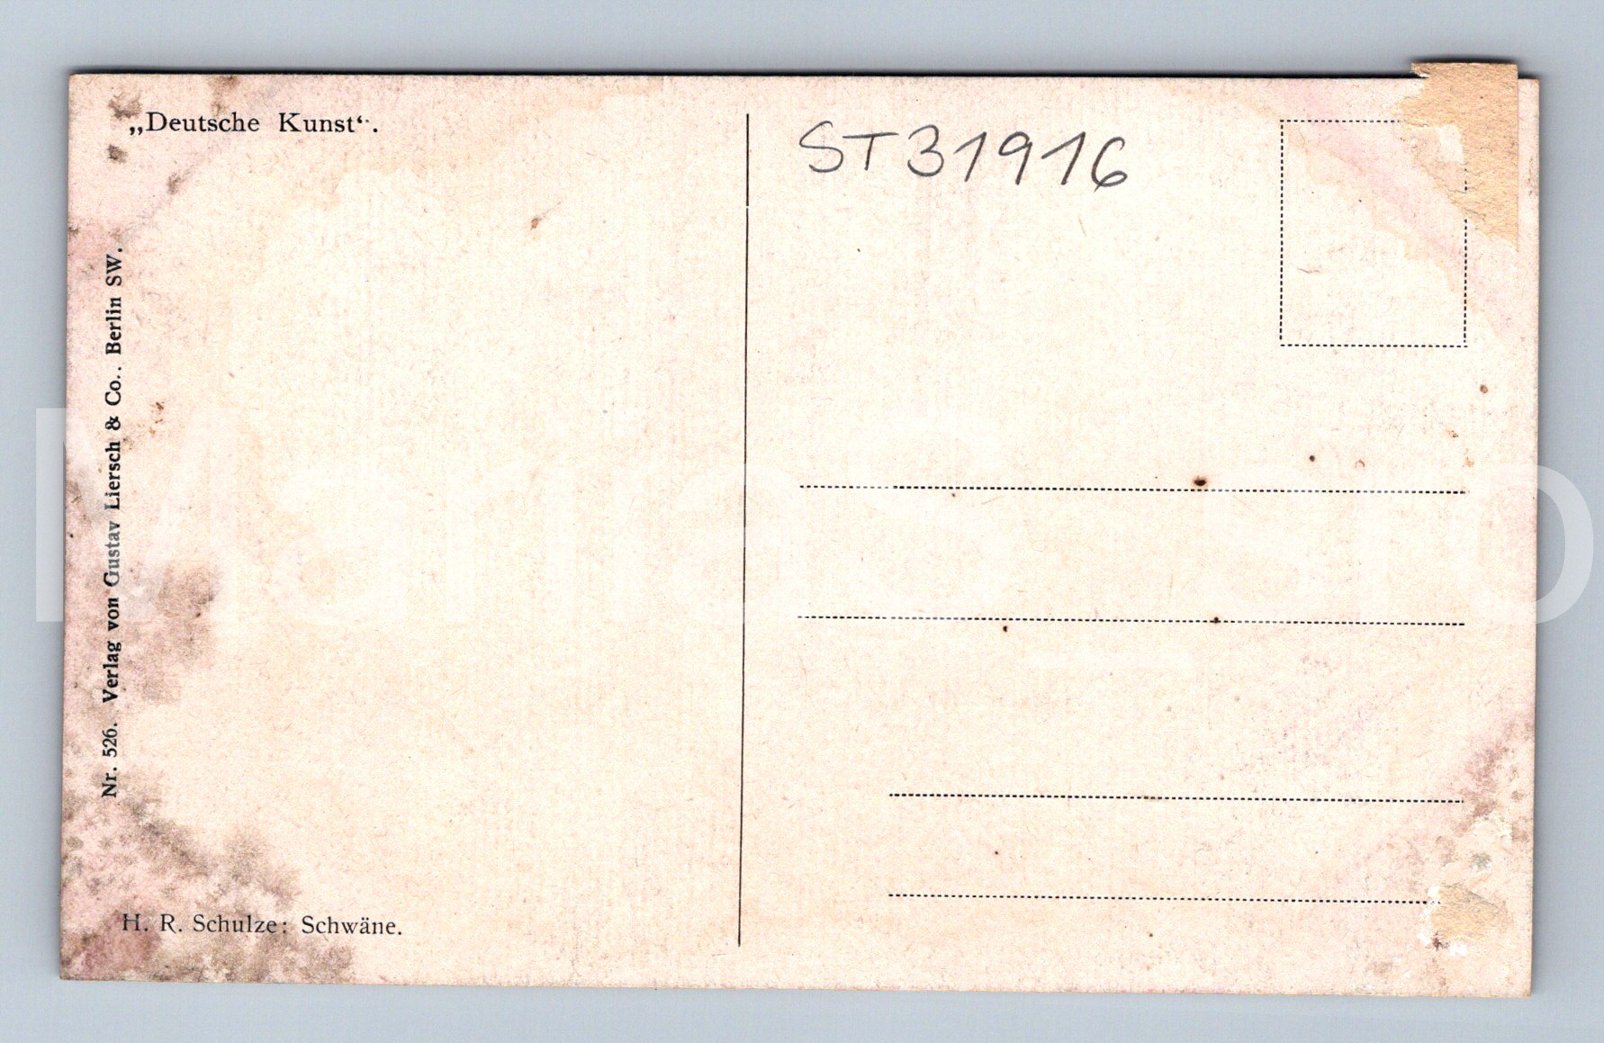 „Deutsche Kunst“.
ST31916
Nr. 526. Verlag von Gustav Liersch & Co.. Berlin SW.
H. R. Schulze: Schwäne.